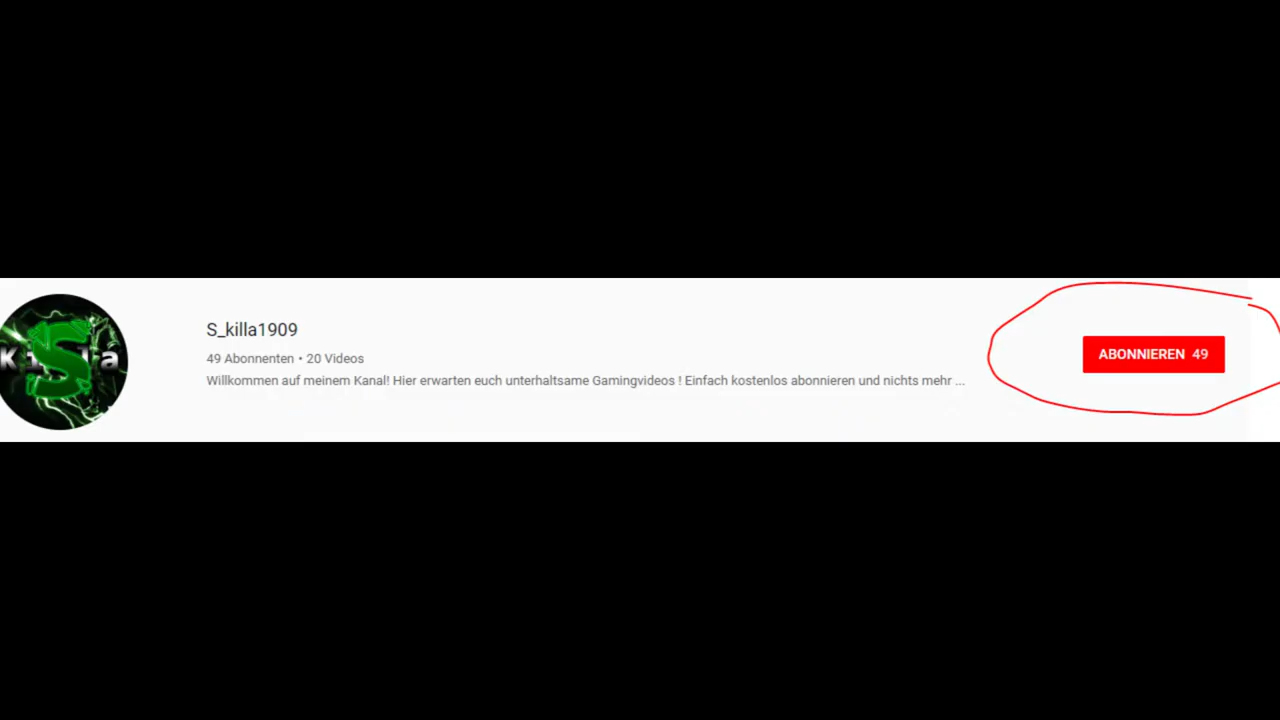 S_killa1909
49 Abonnenten • 20 Videos
Willkommen auf meinem Kanal! Hier erwarten euch unterhaltsame Gamingvideos ! Einfach kostenlos abonnieren und nichts mehr ...
ABONNIEREN 49